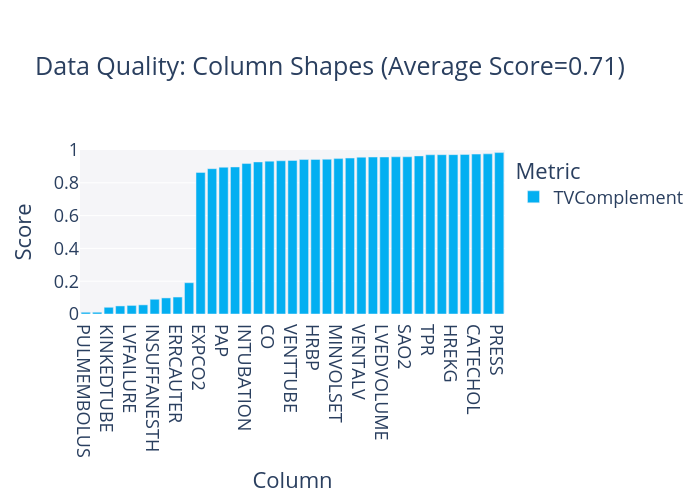 Data Quality: Column Shapes (Average Score=0.71)
1
0.8
0.6
0.4
0.2
0
Score
Metric
TVComplement
PULMEMBOLUS
KINKEDTUBE
LVFAILURE
INSUFFANESTH
ERRCAUTER
EXPCO2
PAP
INTUBATION
CO
VENTTUBE
HRBP
MINVOLSET
VENTALV
LVEDVOLUME
SAO2
TPR
HREKG
CATECHOL
PRESS
Column